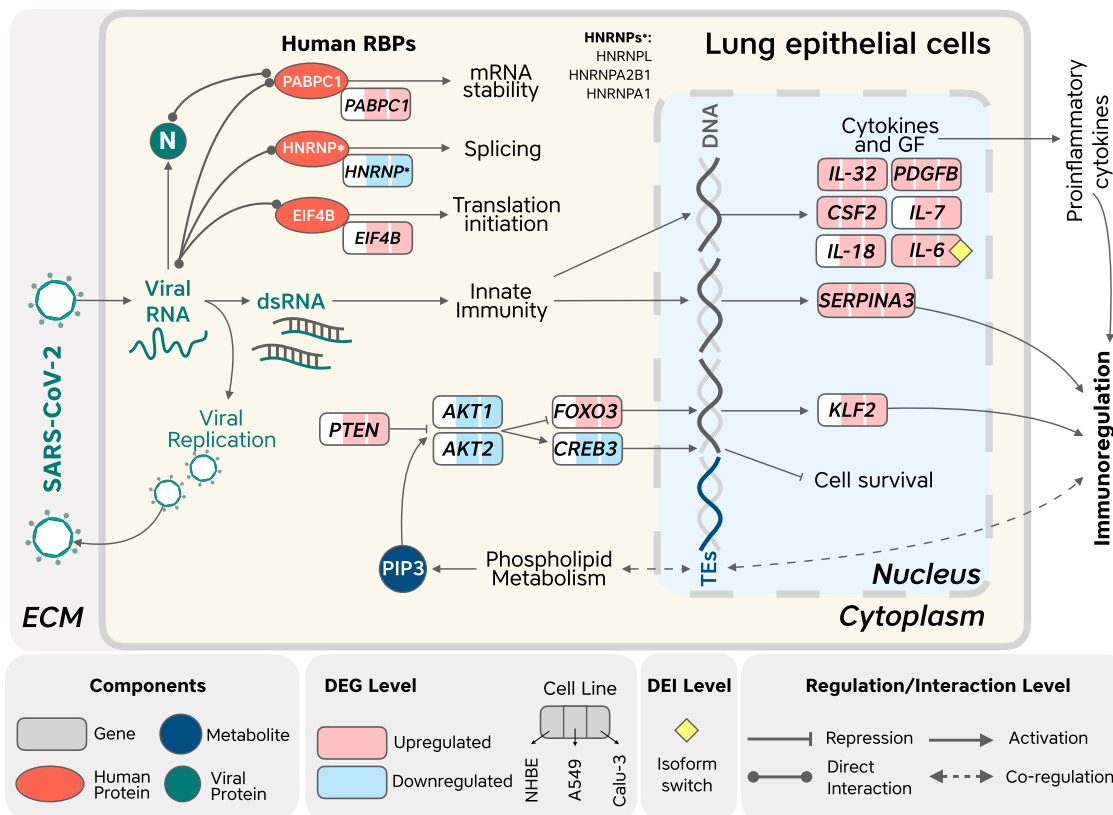 Human RBPs
HNRNPs*:
HNRNPL
HNRNPA2B1
HNRNPA1
Lung epithelial cells
PABPC1
PABPC1
mRNA
stability
N
HNRNP*
HNRNP*
Splicing
EIF4B
EIF4B
Translation
initiation
DNA
Cytokines
and GF
IL-32
PDGFB
CSF2
IL-7
IL-18
IL-6
Proinflammatory
cytokines
SARS-CoV-2
Viral
RNA
dsRNA
Innate
Immunity
SERPINA3
Viral
Replication
PTEN
AKT1
AKT2
FOXO3
CREB3
KLF2
Cell survival
Immunoregulation
PIP3
Phospholipid
Metabolism
TEs
Nucleus
Cytoplasm
ECM
Components
Gene
Metabolite
Human
Protein
Viral
Protein
DEG Level
Upregulated
Downregulated
Cell Line
NHBE
A549
Calu-3
DEI Level
Isoform
switch
Regulation/Interaction Level
Repression
Activation
Direct
Interaction
Co-regulation